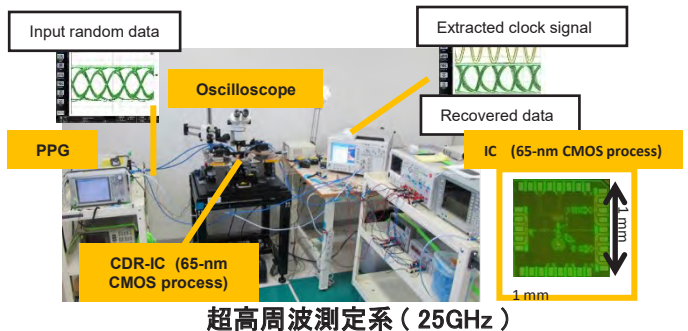 Input random data
Extracted clock signal
Oscilloscope
Recovered data
PPG
IC (65-nm CMOS process)
CDR-IC (65-nm
CMOS process)
1 mm
1 mm
超高周波測定系 ( 25GHz )